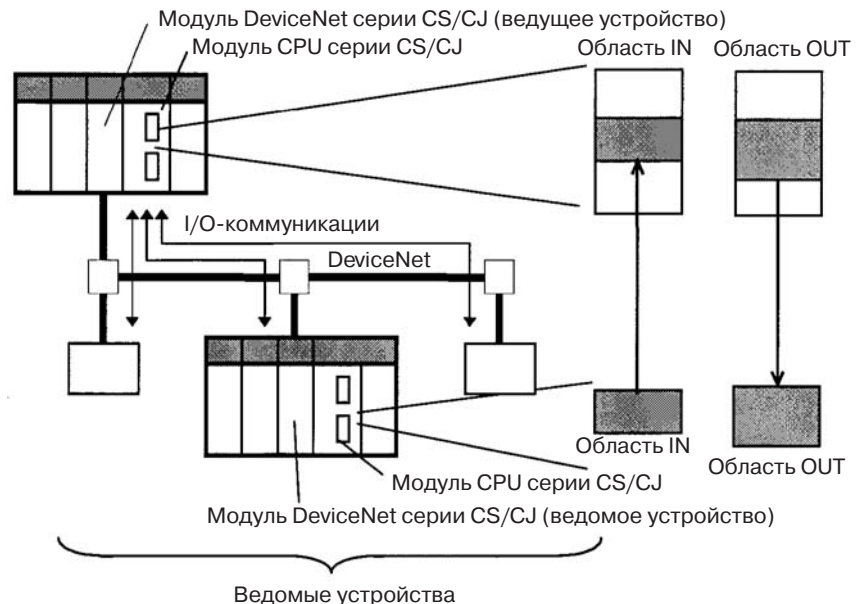 Модуль DeviceNet серии CS/CJ (ведущее устройство)
Модуль CPU серии CS/CJ
Область IN
Область OUT
I/O-коммуникации
DeviceNet
Область IN
Область OUT
Модуль CPU серии CS/CJ
Модуль DeviceNet серии CS/CJ (ведомое устройство)
Ведомые устройства